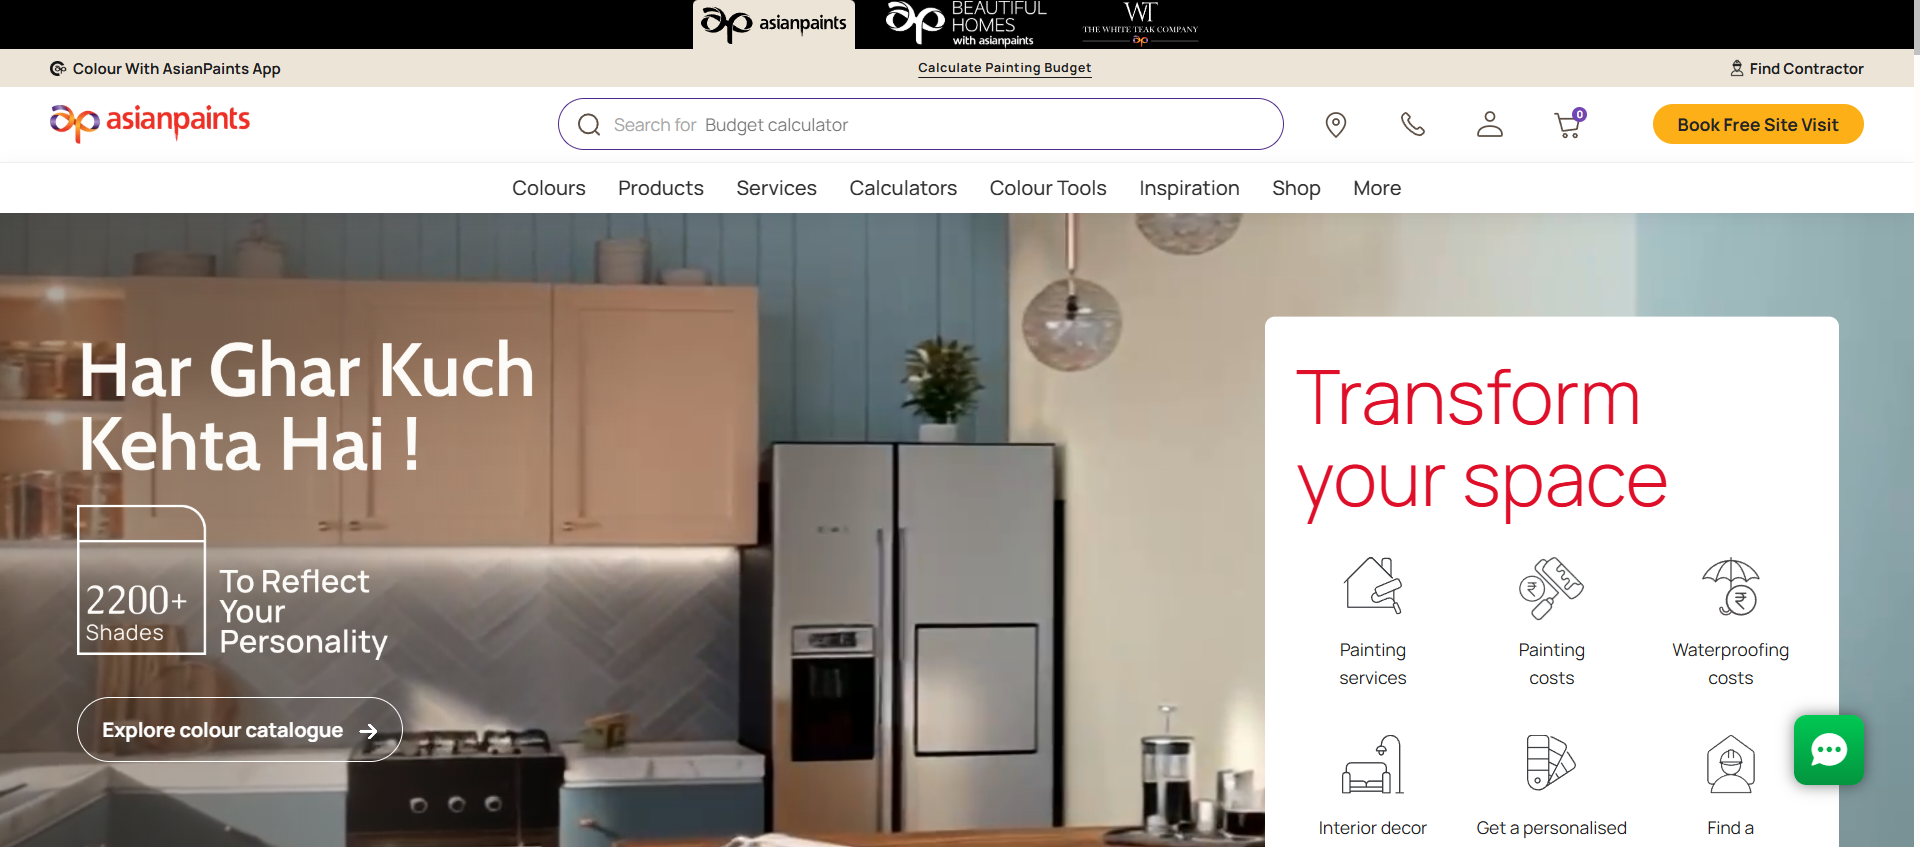 asianpaints
BEAUTIFUL
HOMES
with asianpaints
WT
THE WHITE TEAK COMPANY
Colour With AsianPaints App
Calculate Painting Budget
Find Contractor
asianpaints
Search for Budget calculator
0
Book Free Site Visit
Colours Products Services Calculators Colour Tools Inspiration Shop More
Har Ghar Kuch
Kehta Hai !
2200+
Shades
To Reflect
Your
Personality
Explore colour catalogue
Transform
your space
Painting
services
Painting
costs
Waterproofing
costs
Interior decor
Get a personalised
Find a